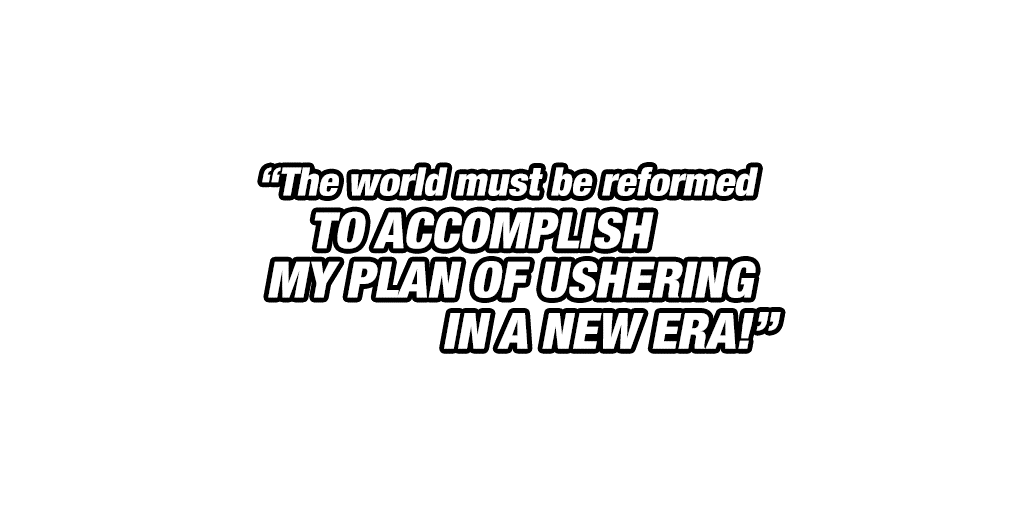 “The world must be reformed
TO ACCOMPLISH
MY PLAN OF USHERING
IN A NEW ERA!”